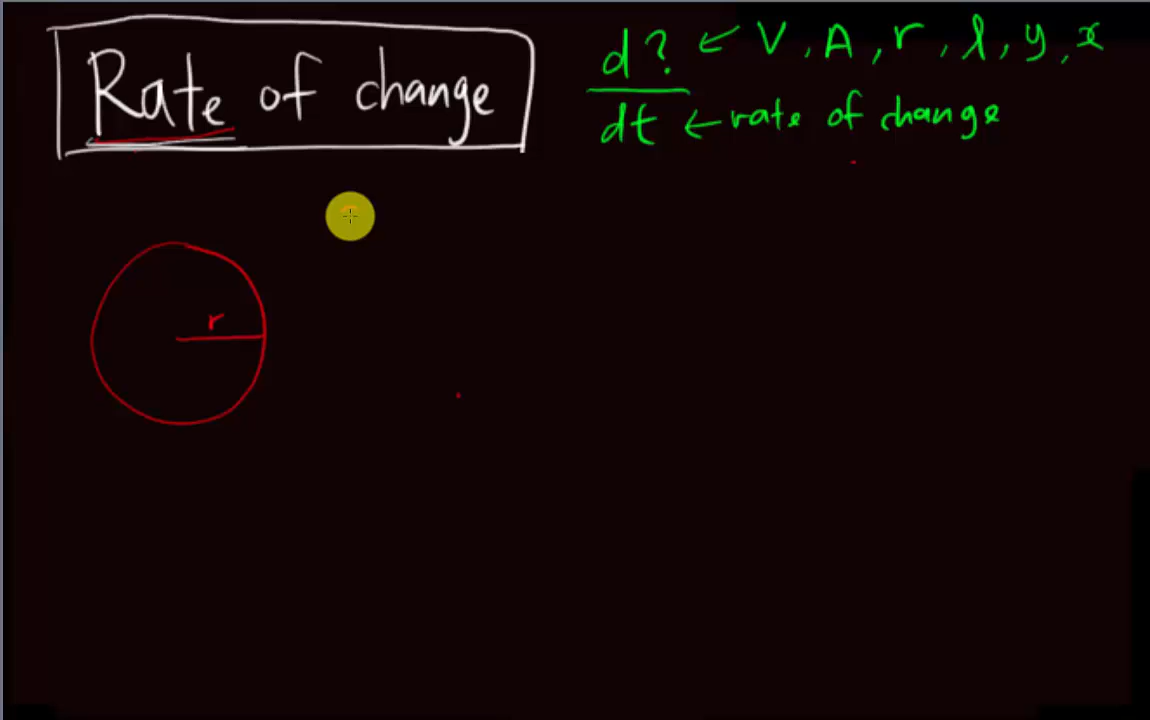 Rate of change
d? ← V, A, r, l, y, x
dt ← rate of change
r